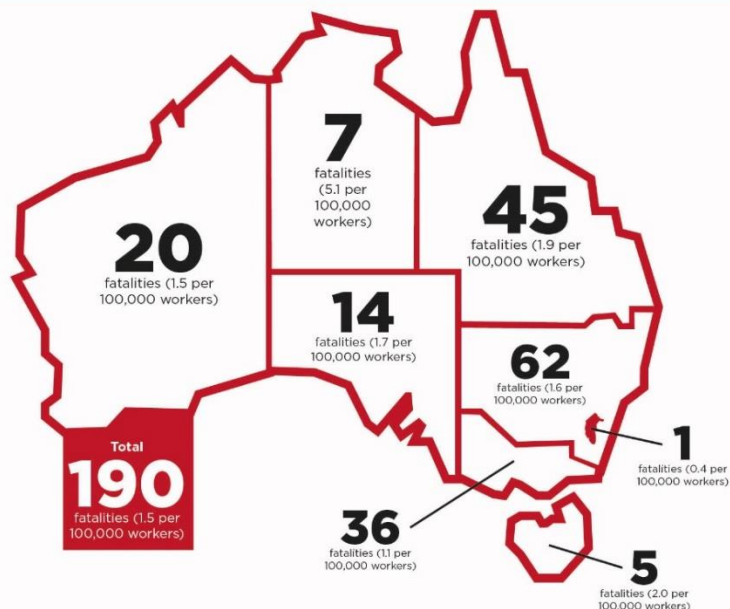 7
fatalities
(5.1 per
100,000
workers)
45
fatalities (1.9 per
100,000 workers)
20
fatalities (1.5 per
100,000 workers)
14
fatalities (1.7 per
100,000 workers)
62
fatalities (1.6 per
100,000 workers)
1
fatalities (0.4 per
100,000 workers)
Total
190
fatalities (1.5 per
100,000 workers)
36
fatalities (1.1 per
100,000 workers)
5
fatalities (2.0 per
100,000 workers)